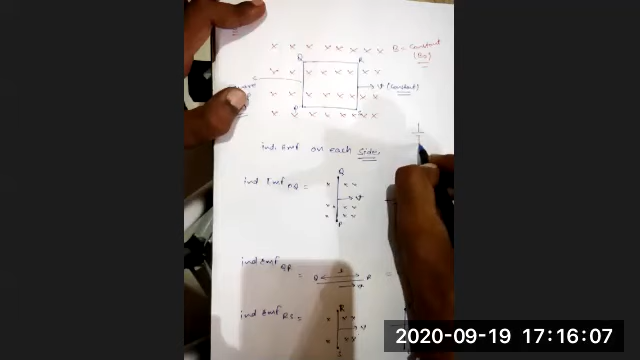 x x x x x x x x B = constant
(B₀)
Q R
x x x x x x
v (constant)
x x x x x x
square
P S
x x x x x x x x
ind. emf on each side,
Q
ind Emf PQ = x x x
v
x x x
x x x
P
ind Emf QR = Q l R =
v
R
ind Emf RS = x x x
v
x x x
S
2020-09-19 17:16:07